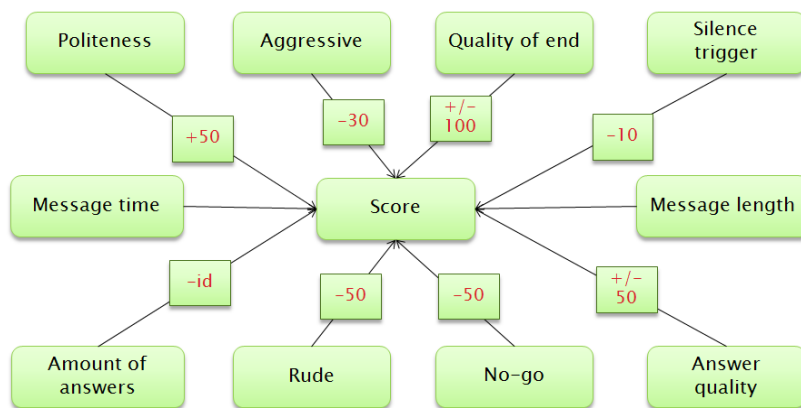 Politeness
Aggressive
Quality of end
Silence
trigger
+50
-30
+/-
100
-10
Message time
Score
Message length
-id
-50
-50
+/-
50
Amount of
answers
Rude
No-go
Answer
quality